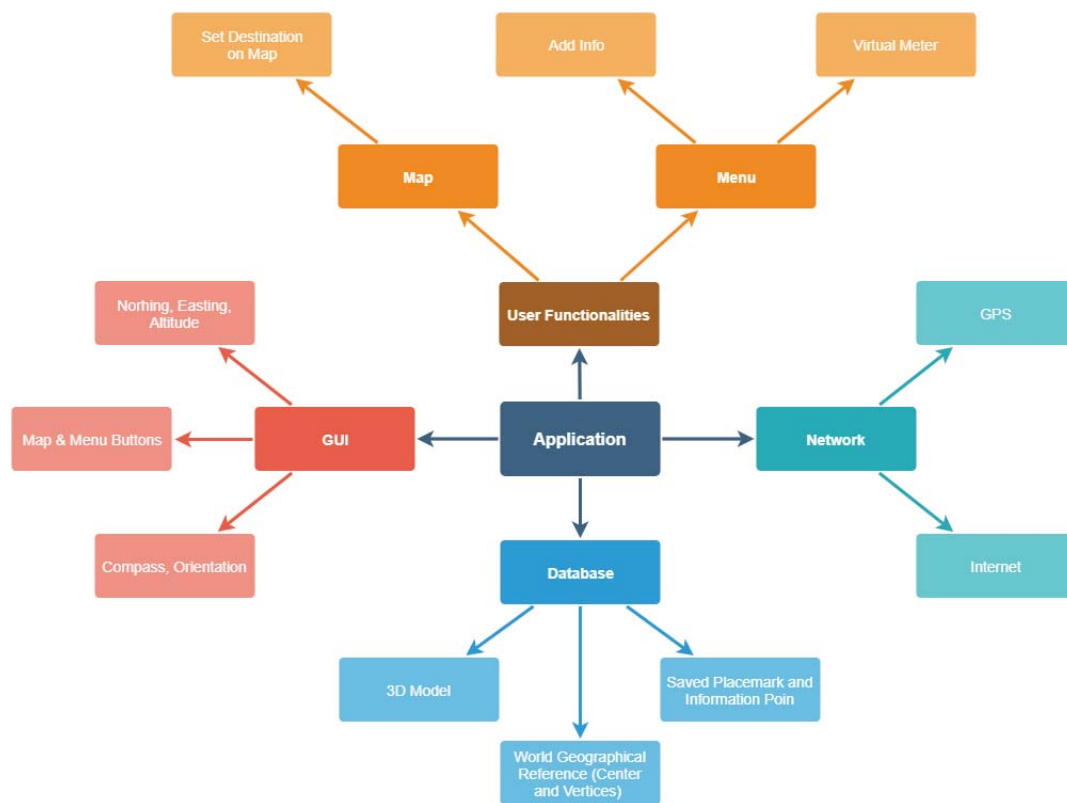 Set Destination
on Map
Add Info
Virtual Meter
Map
Menu
Norhing, Easting,
Altitude
User Functionalities
GPS
Map & Menu Buttons
GUI
Application
Network
Compass, Orientation
Database
Internet
3D Model
Saved Placemark and
Information Poin
World Geographical
Reference (Center
and Vertices)